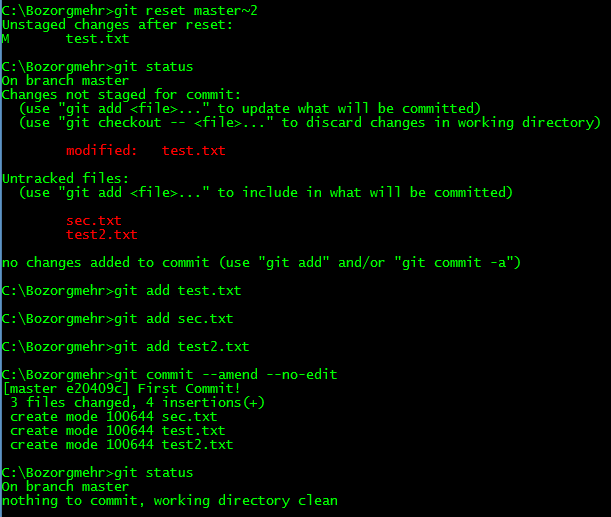 C:\Bozorgmehr>git reset master~2
Unstaged changes after reset:
M       test.txt
C:\Bozorgmehr>git status
On branch master
Changes not staged for commit:
  (use "git add <file>..." to update what will be committed)
  (use "git checkout -- <file>..." to discard changes in working directory)
        modified:   test.txt
Untracked files:
  (use "git add <file>..." to include in what will be committed)
        sec.txt
        test2.txt
no changes added to commit (use "git add" and/or "git commit -a")
C:\Bozorgmehr>git add test.txt
C:\Bozorgmehr>git add sec.txt
C:\Bozorgmehr>git add test2.txt
C:\Bozorgmehr>git commit --amend --no-edit
[master e20409c] First Commit!
 3 files changed, 4 insertions(+)
 create mode 100644 sec.txt
 create mode 100644 test.txt
 create mode 100644 test2.txt
C:\Bozorgmehr>git status
On branch master
nothing to commit, working directory clean